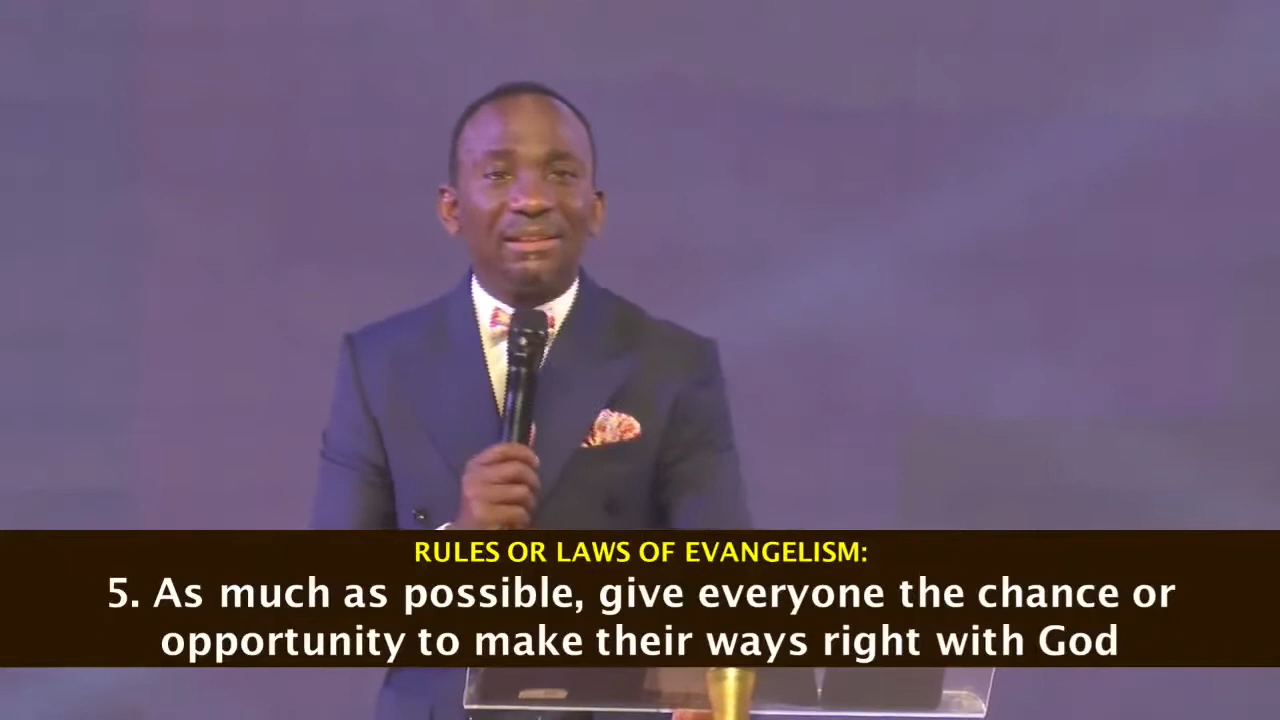 RULES OR LAWS OF EVANGELISM:
5. As much as possible, give everyone the chance or
opportunity to make their ways right with God